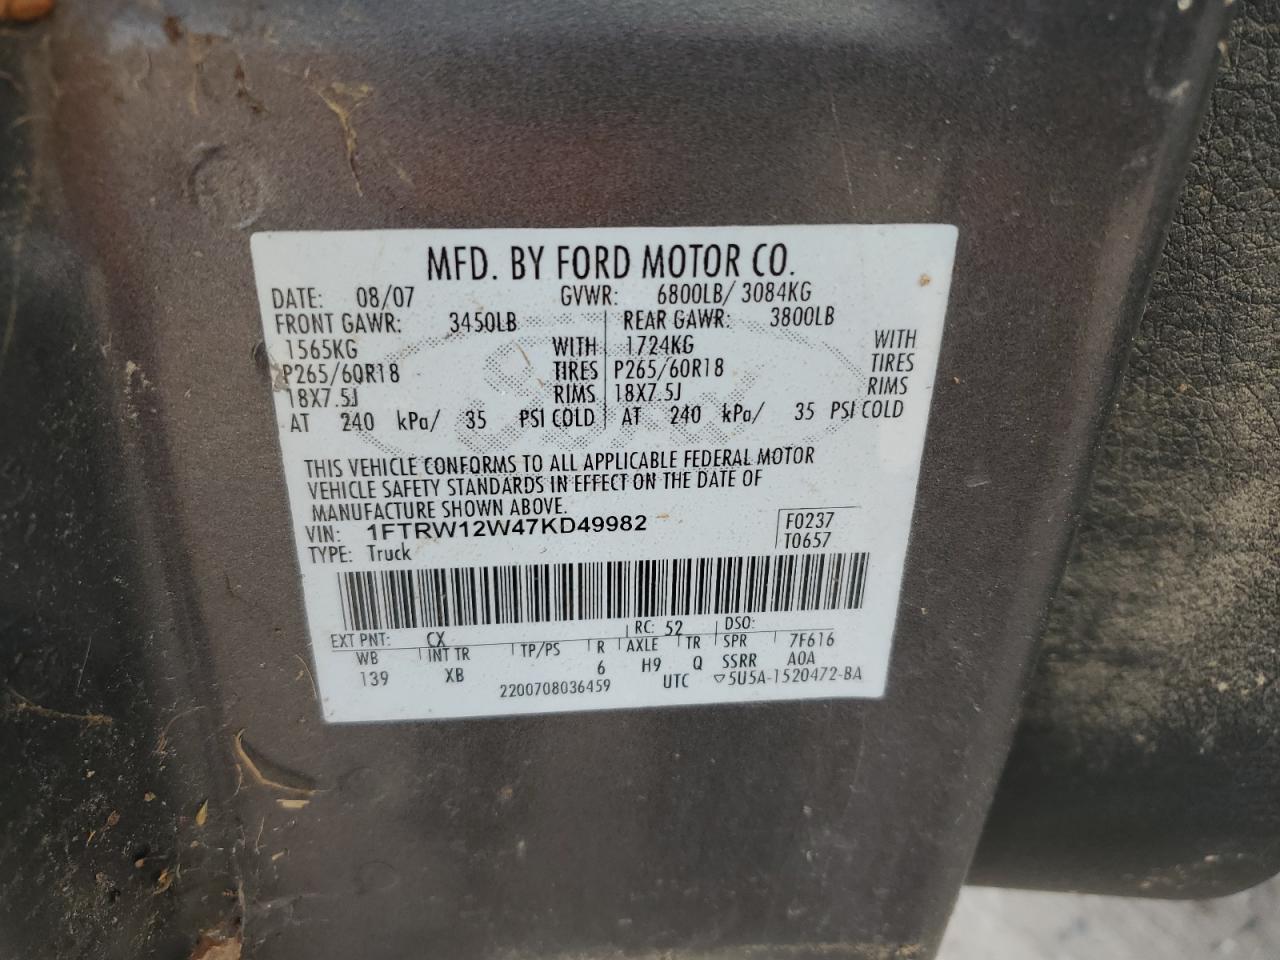 MFD. BY FORD MOTOR CO.
DATE: 08/07 GVWR: 6800LB/ 3084KG
FRONT GAWR: 3450LB REAR GAWR: 3800LB
1565KG WITH 1724KG WITH
P265/60R18 TIRES P265/60R18 TIRES
18X7.5J RIMS 18X7.5J RIMS
AT 240 kPa/ 35 PSI COLD AT 240 kPa/ 35 PSI COLD
THIS VEHICLE CONFORMS TO ALL APPLICABLE FEDERAL MOTOR
VEHICLE SAFETY STANDARDS IN EFFECT ON THE DATE OF
MANUFACTURE SHOWN ABOVE.
VIN: 1FTRW12W47KD49982 F0237
TYPE: Truck T0657
EXT PNT: CX RC: 52 DSO:
WB INT TR TP/PS R AXLE TR SPR 7F616
139 XB 6 H9 Q SSRR A0A
2200708036459 UTC ▽5U5A-1520472-BA